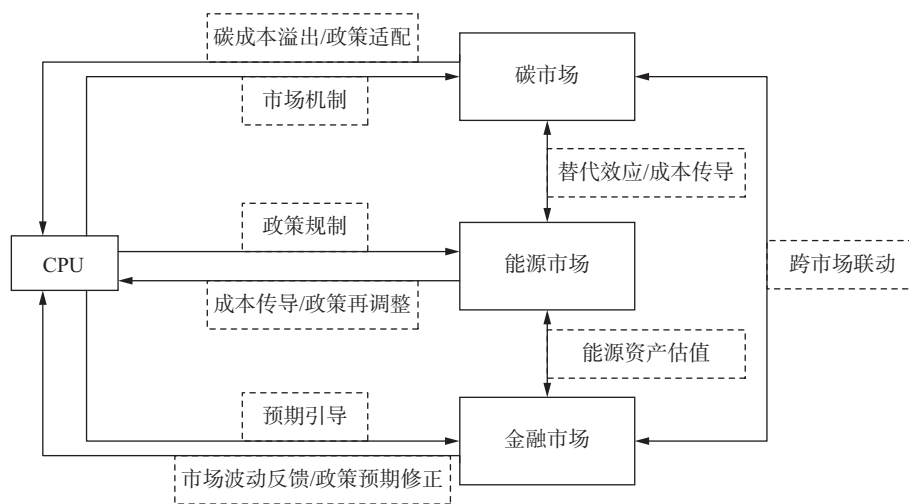 碳成本溢出/政策适配
碳市场
市场机制
替代效应/成本传导
政策规制
CPU
能源市场
跨市场联动
成本传导/政策再调整
能源资产估值
预期引导
金融市场
市场波动反馈/政策预期修正